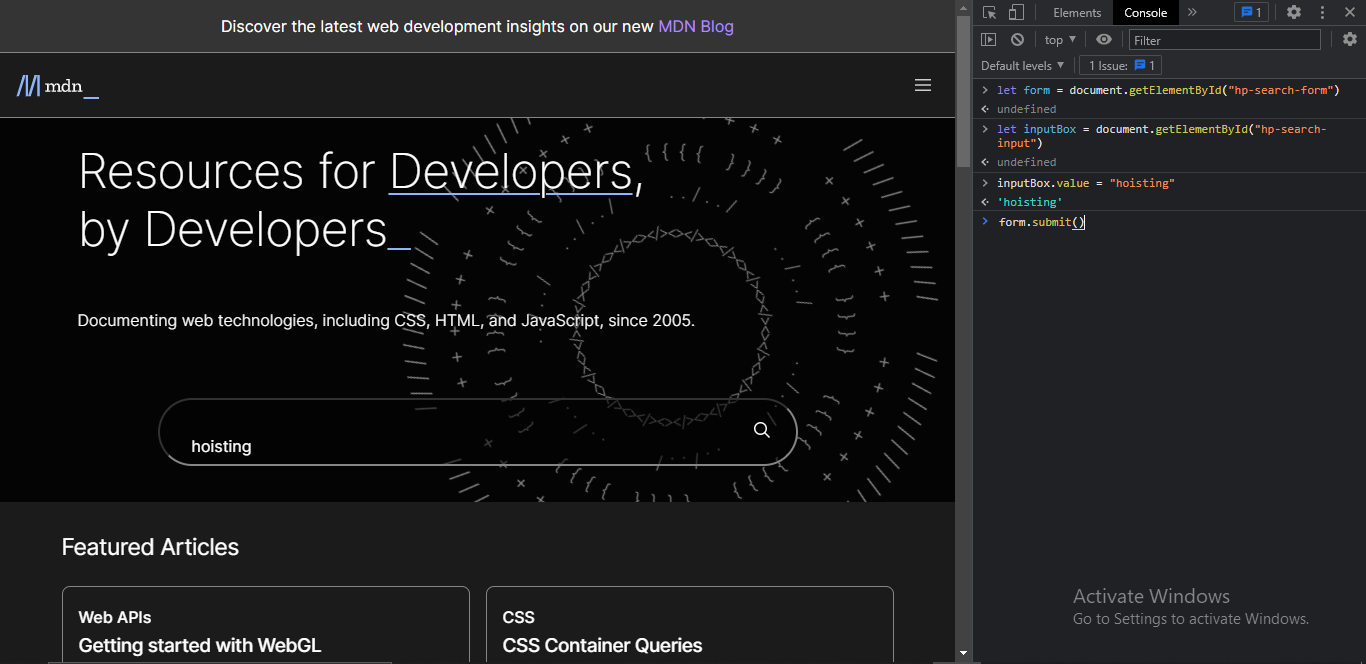 Discover the latest web development insights on our new MDN Blog
mdn_
Resources for Developers,
by Developers_
Documenting web technologies, including CSS, HTML, and JavaScript, since 2005.
hoisting
Featured Articles
Web APIs
Getting started with WebGL
CSS
CSS Container Queries
Elements Console » 1
top ▼ Filter
Default levels ▼ 1 Issue: 1
> let form = document.getElementById("hp-search-form")
undefined
> let inputBox = document.getElementById("hp-search-
input")
undefined
> inputBox.value = "hoisting"
'hoisting'
> form.submit()
Activate Windows
Go to Settings to activate Windows.